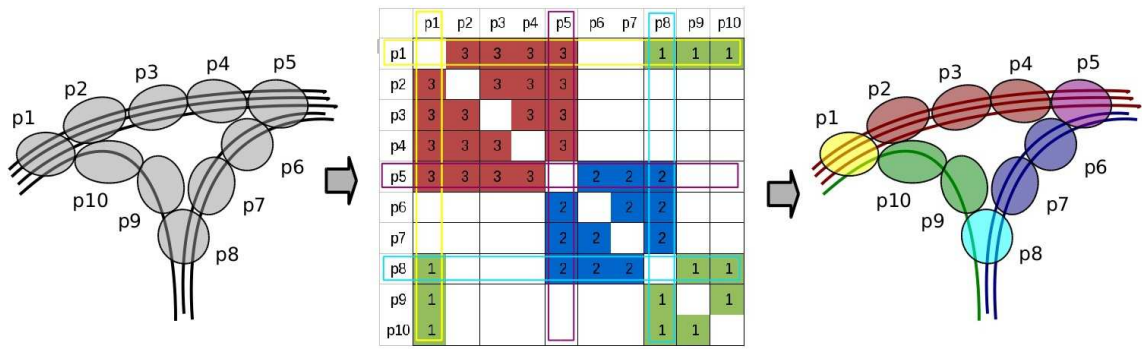 p1
p2
p3
p4
p5
p6
p7
p8
p9
p10
p1 p2 p3 p4 p5 p6 p7 p8 p9 p10
p1 3 3 3 3 1 1 1
p2 3 3 3 3
p3 3 3 3 3
p4 3 3 3 3
p5 3 3 3 3 2 2 2
p6 2 2 2
p7 2 2 2
p8 1 2 2 2 1 1
p9 1 1 1
p10 1 1 1
p1
p2
p3
p4
p5
p6
p7
p8
p9
p10